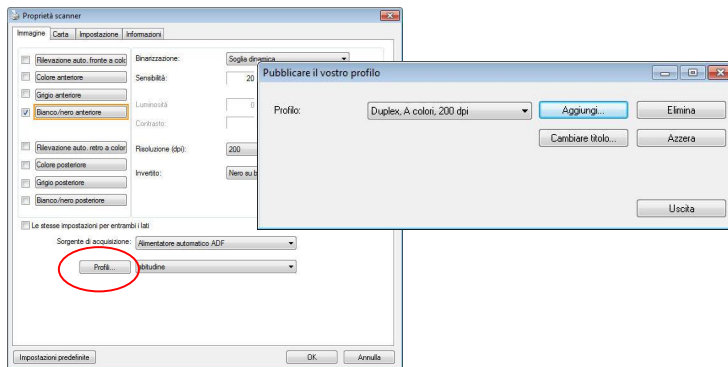 Proprietà scanner
Immagine Carta Impostazione Informazioni
Rilevazione auto. fronte a colo
Colore anteriore
Grigio anteriore
Bianco/nero anteriore
Rilevazione auto. retro a color
Colore posteriore
Grigio posteriore
Bianco/nero posteriore
Binarizzazione: Soglia dinamica
Sensibilità: 20
Luminosità 0
Contrasto:
Risoluzione (dpi): 200
Invertito: Nero su b
Le stesse impostazioni per entrambi i lati
Sorgente di acquisizione: Alimentatore automatico ADF
Profili... abitudine
Impostazioni predefinite OK Annulla
Pubblicare il vostro profilo
Profilo: Duplex, A colori, 200 dpi Aggiungi... Elimina
Cambiare titolo... Azzera
Uscita